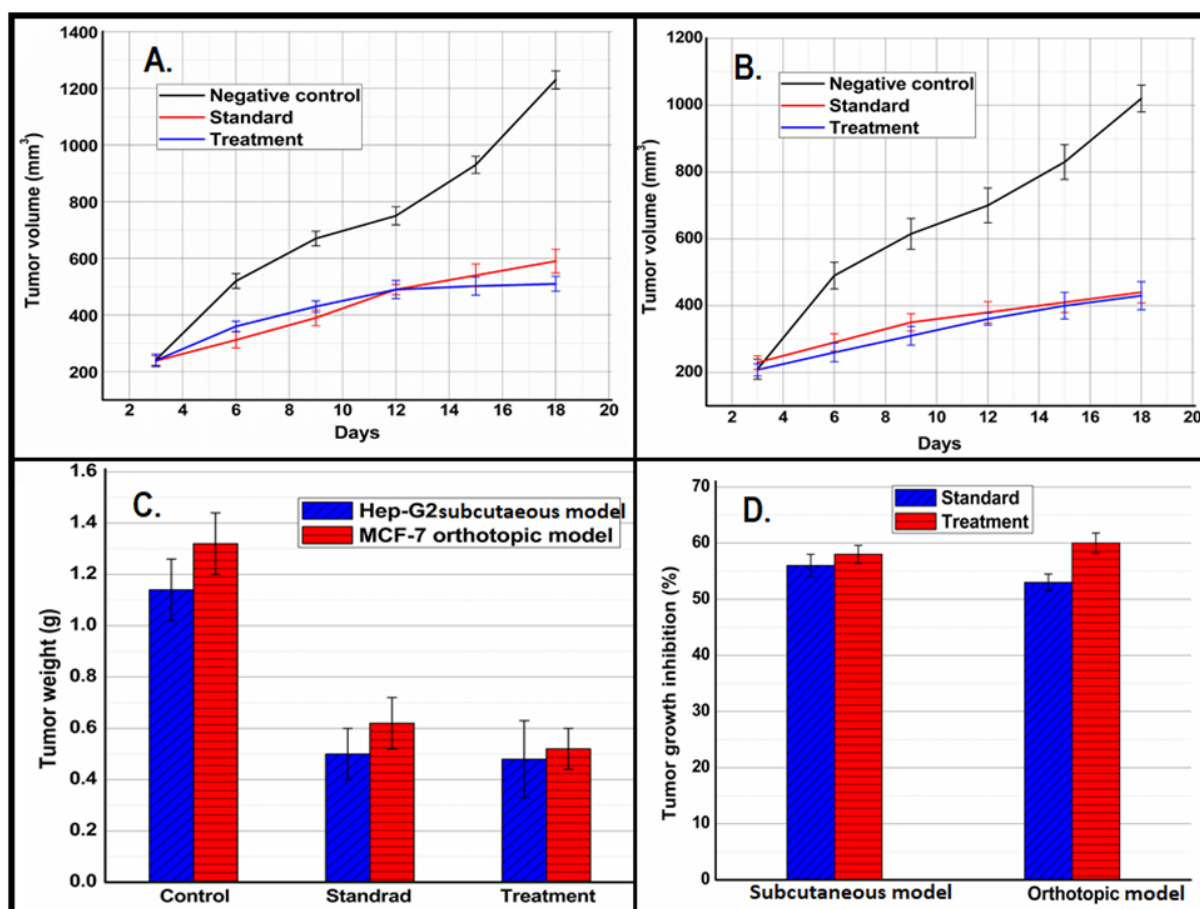 A.
Negative control
Standard
Treatment
Tumor volume (mm³)
1400
1200
1000
800
600
400
200
2 4 6 8 10 12 14 16 18 20
Days
B.
Negative control
Standard
Treatment
Tumor volume (mm³)
1200
1000
800
600
400
200
2 4 6 8 10 12 14 16 18 20
Days
C.
Hep-G2subcutaeous model
MCF-7 orthotopic model
Tumor weight (g)
1.6
1.4
1.2
1.0
0.8
0.6
0.4
0.2
0.0
Control Standrad Treatment
D.
Standard
Treatment
Tumor growth inhibition (%)
70
60
50
40
30
20
10
0
Subcutaneous model Orthotopic model